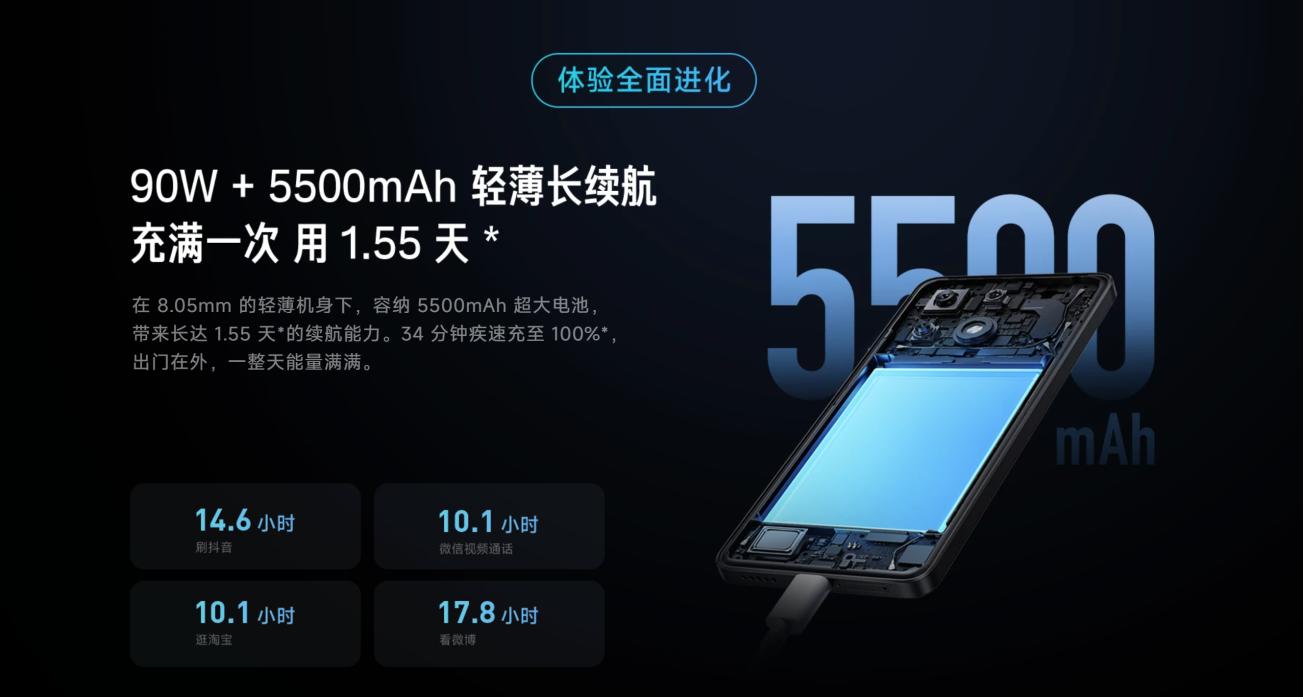 体验全面进化
90W + 5500mAh 轻薄长续航
充满一次 用 1.55 天 *
在 8.05mm 的轻薄机身下，容纳 5500mAh 超大电池，
带来长达 1.55 天*的续航能力。34 分钟疾速充至 100%*，
出门在外，一整天能量满满。
5500
mAh
14.6 小时
刷抖音
10.1 小时
微信视频通话
10.1 小时
逛淘宝
17.8 小时
看微博